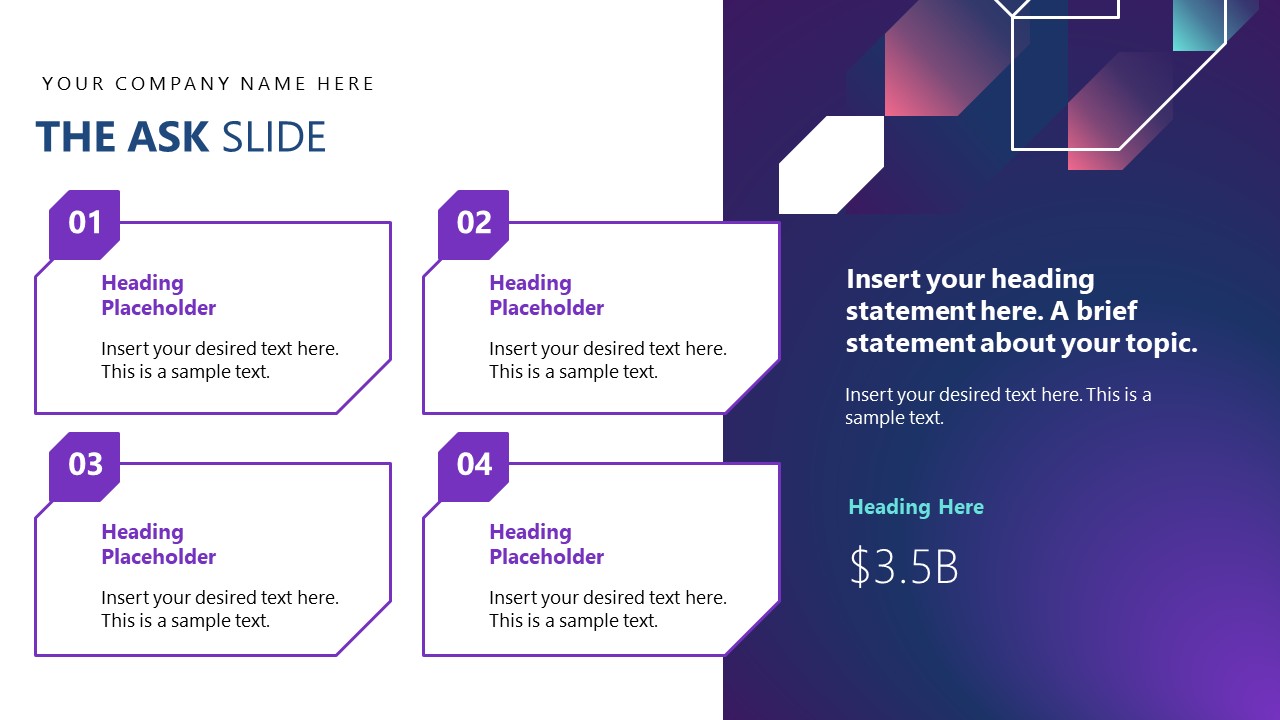 YOUR COMPANY NAME HERE
THE ASK SLIDE
01
Heading
Placeholder
Insert your desired text here.
This is a sample text.
02
Heading
Placeholder
Insert your desired text here.
This is a sample text.
03
Heading
Placeholder
Insert your desired text here.
This is a sample text.
04
Heading
Placeholder
Insert your desired text here.
This is a sample text.
Insert your heading
statement here. A brief
statement about your topic.
Insert your desired text here. This is a
sample text.
Heading Here
$3.5B